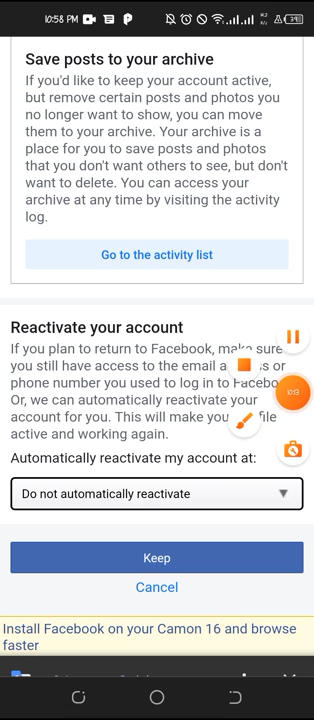 10:58 PM
Save posts to your archive
If you'd like to keep your account active,
but remove certain posts and photos you
no longer want to show, you can move
them to your archive. Your archive is a
place for you to save posts and photos
that you don't want others to see, but don't
want to delete. You can access your
archive at any time by visiting the activity
log.
Go to the activity list
Reactivate your account
If you plan to return to Facebook, make sure
you still have access to the email or
phone number you used to log in to
Or, we can automatically reactivate your
account for you. This will make
active and working again.
Automatically reactivate my account at:
Do not automatically reactivate
Keep
Cancel
Install Facebook on your Camon 16 and browse
faster